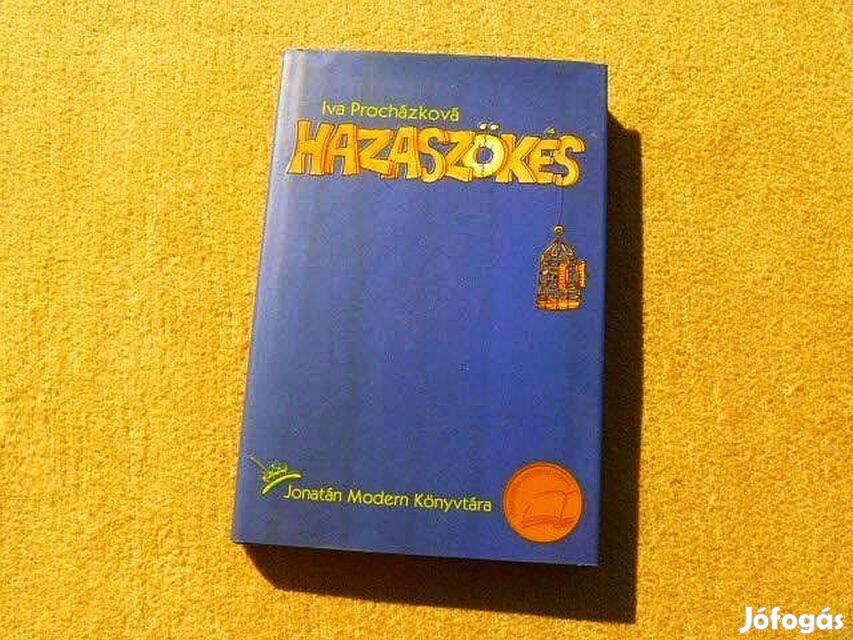 Iva Procházková
HAZASZÖKÉS
Jonatán Modern Könyvtára
Jófogás